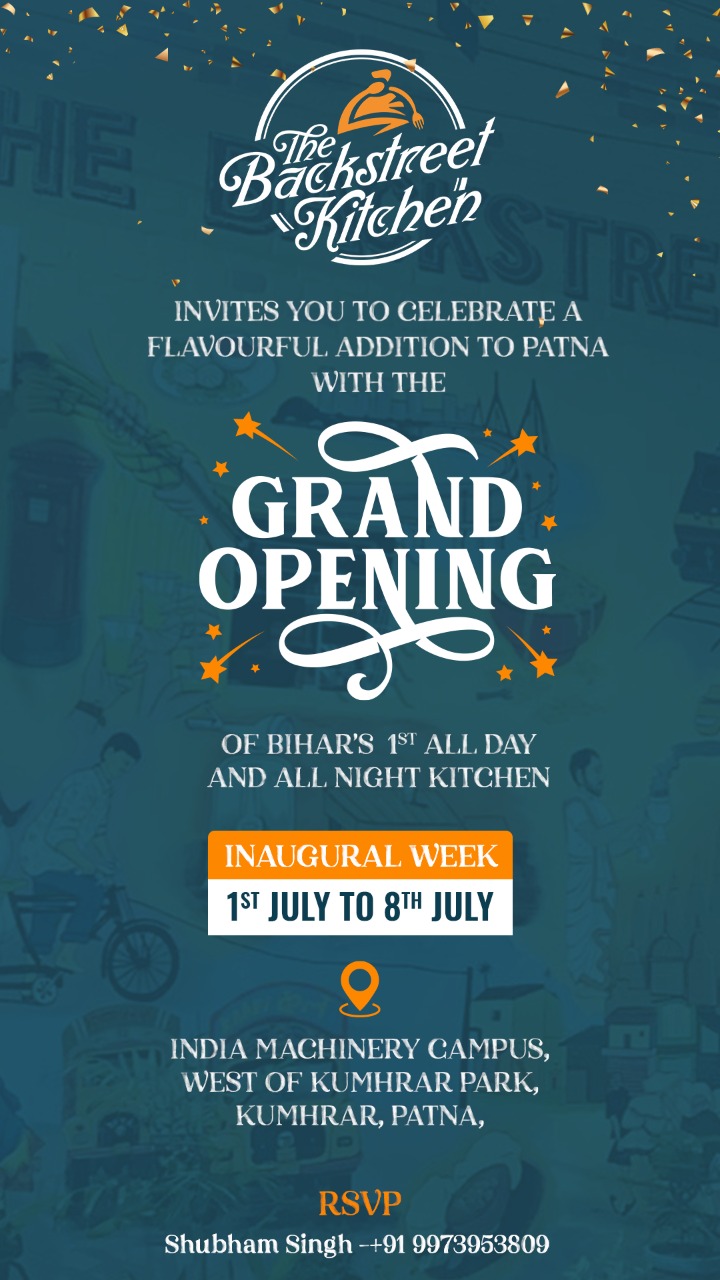 The
Backstreet
Kitchen
INVITES YOU TO CELEBRATE A
FLAVOURFUL ADDITION TO PATNA
WITH THE
GRAND
OPENING
OF BIHAR'S 1ST ALL DAY
AND ALL NIGHT KITCHEN
INAUGURAL WEEK
1ST JULY TO 8TH JULY
INDIA MACHINERY CAMPUS,
WEST OF KUMHRAR PARK,
KUMHRAR, PATNA,
RSVP
Shubham Singh -+91 9973953809